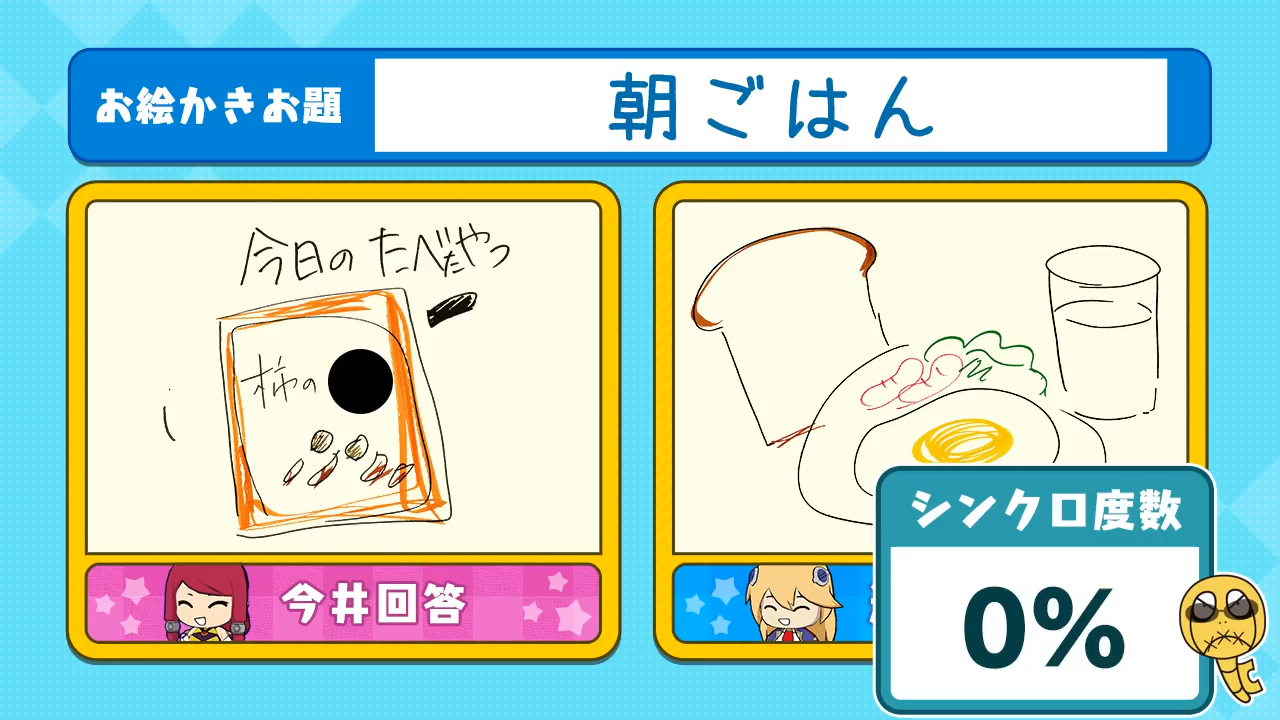 お絵かきお題
朝ごはん
今日の たべたやつ
柿の
今井回答
シンクロ度数
0%